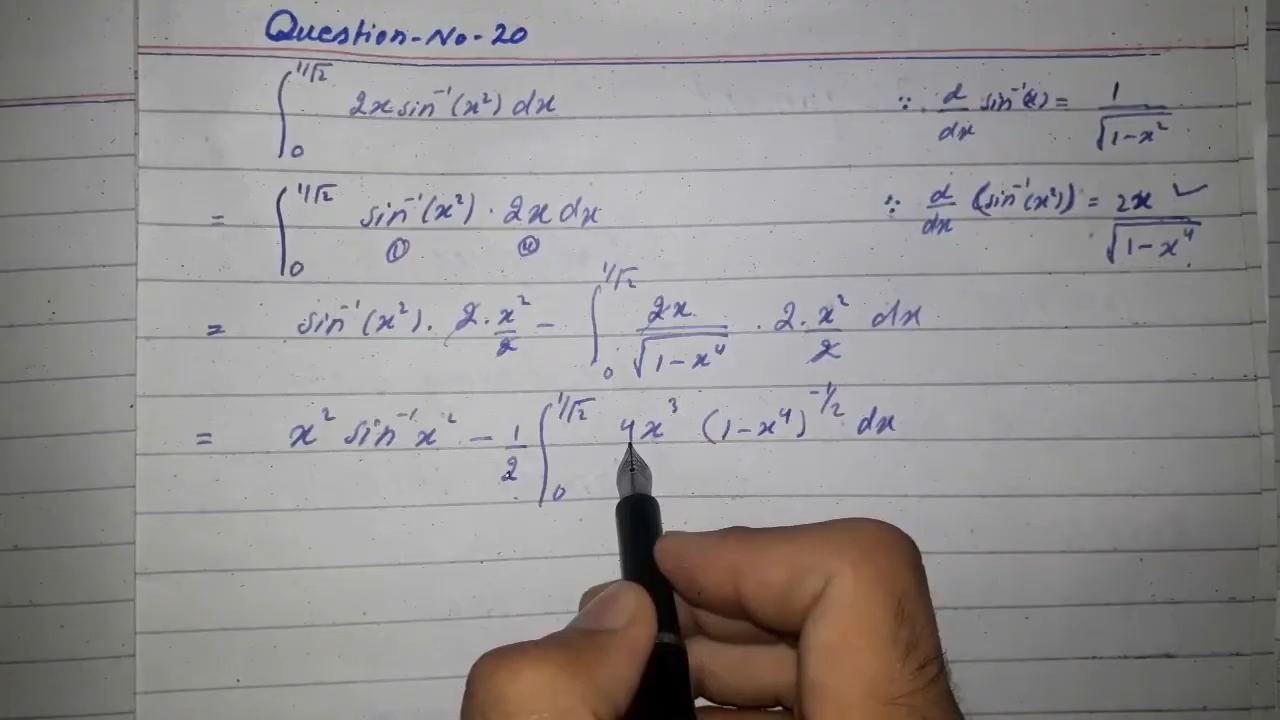 Question-No-20
∫₀^{1/√2} 2x sin⁻¹(x²) dx ∵ d/dx sin⁻¹(x) = 1/√(1-x²)
= ∫₀^{1/√2} sin⁻¹(x²) · 2x dx ∵ d/dx (sin⁻¹(x²)) = 2x/√(1-x⁴) ✓
Ⓘ Ⓘ︎Ⓘ
= sin⁻¹(x²) · 2 · x²/2 - ∫₀^{1/√2} 2x/√(1-x⁴) · 2 · x²/2 dx
= x² sin⁻¹ x² - 1/2 ∫₀^{1/√2} 4x³ (1-x⁴)^{-1/2} dx